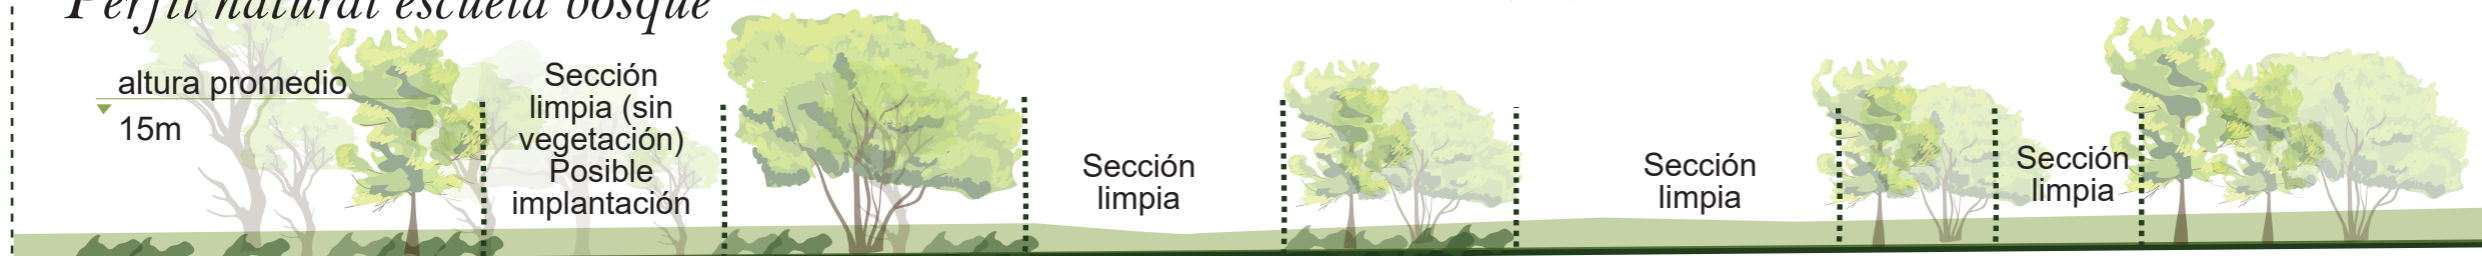 Perfil natural escuela bosque
altura promedio
15m
Sección
limpia (sin
vegetación)
Posible
implantación
Sección
limpia
Sección
limpia
Sección
limpia